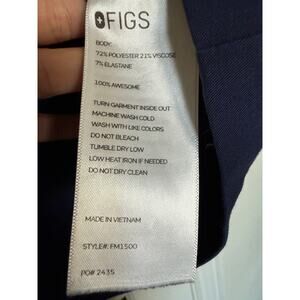 FIGS
BODY:
72% POLYESTER 21% VISCOSE
7% ELASTANE
100% AWESOME
TURN GARMENT INSIDE OUT
MACHINE WASH COLD
WASH WITH LIKE COLORS
DO NOT BLEACH
TUMBLE DRY LOW
LOW HEAT IRON IF NEEDED
DO NOT DRY CLEAN
MADE IN VIETNAM
STYLE#: FM1500
PO# 2435